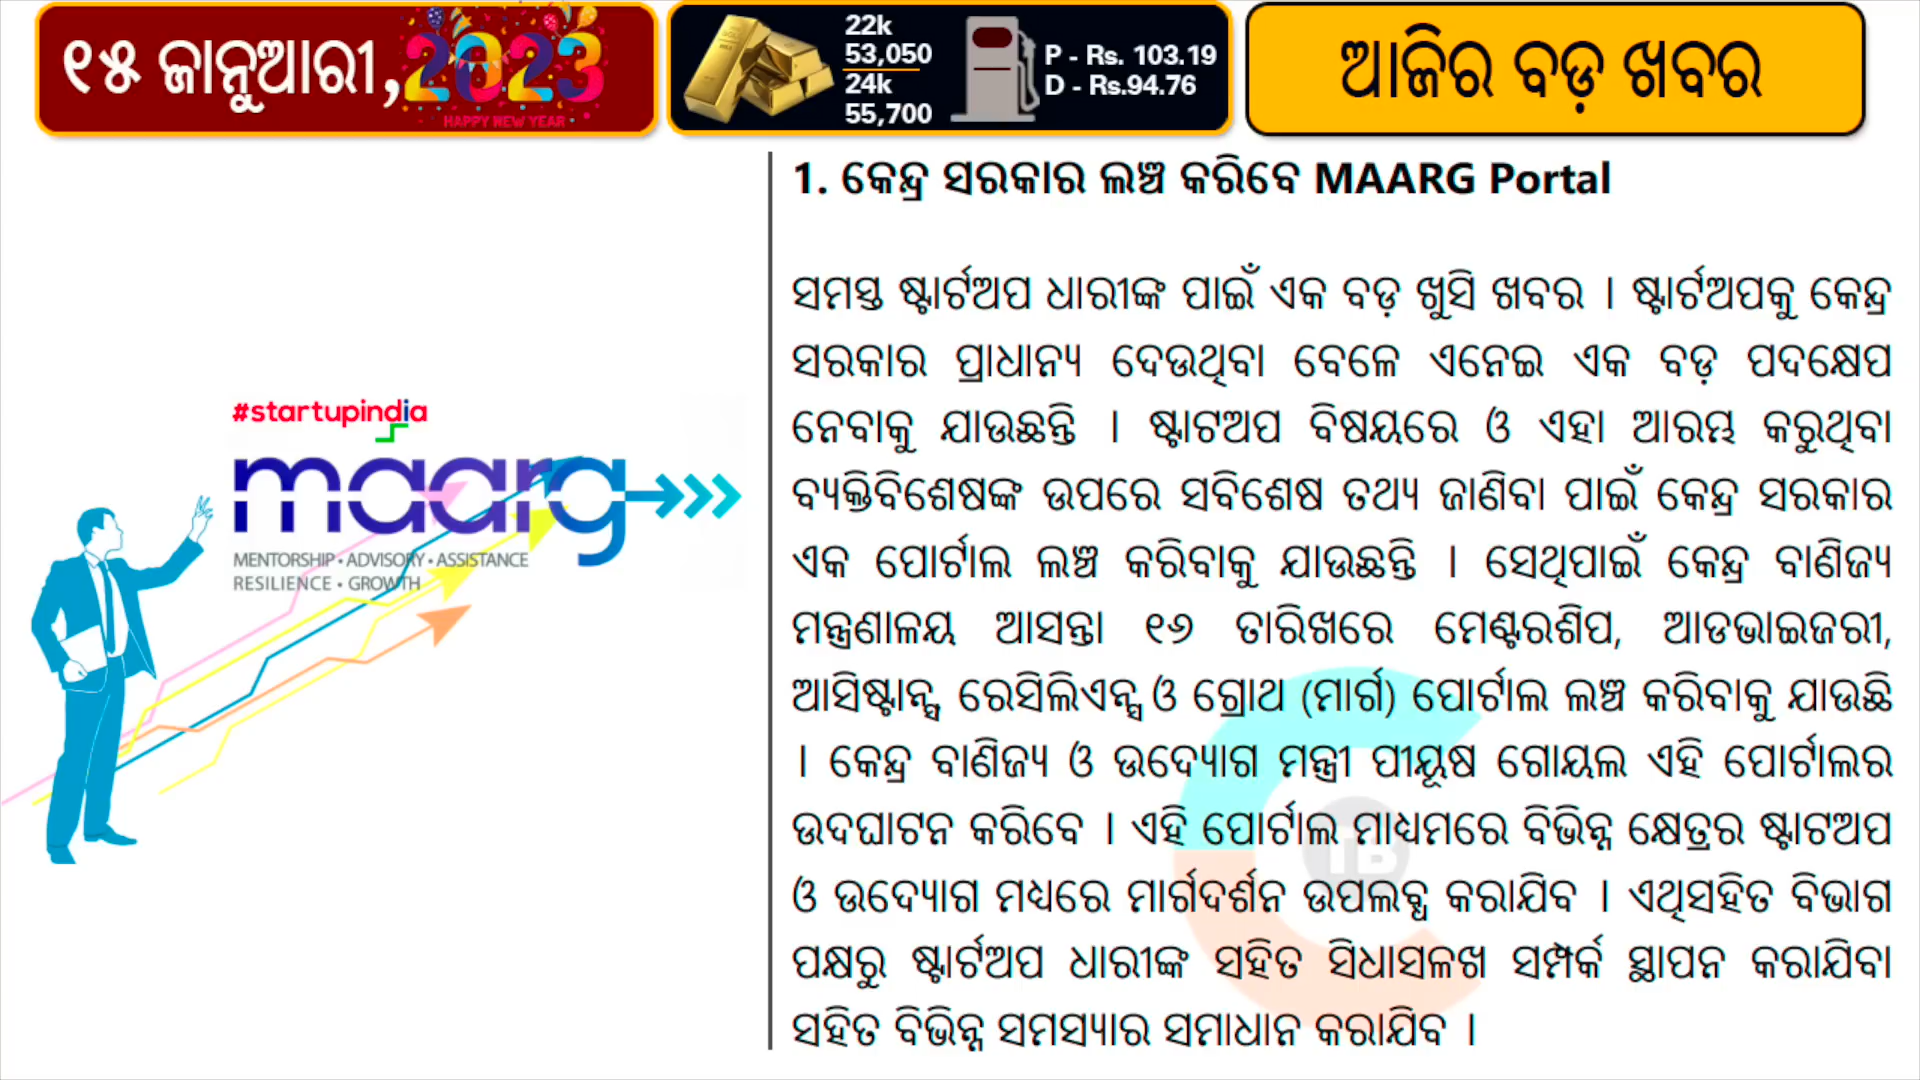 ୧୫ ଜାନୁଆରୀ, 2023
HAPPY NEW YEAR
22k
53,050
24k
55,700
P - Rs. 103.19
D - Rs.94.76
ଆଜିର ବଡ଼ ଖବର
1. କେନ୍ଦ୍ର ସରକାର ଲଞ୍ଚ କରିବେ MAARG Portal
ସମସ୍ତ ଷ୍ଟାର୍ଟଅପ ଧାରୀଙ୍କ ପାଇଁ ଏକ ବଡ଼ ଖୁସି ଖବର । ଷ୍ଟାର୍ଟଅପକୁ କେନ୍ଦ୍ର
ସରକାର ପ୍ରାଧାନ୍ୟ ଦେଉଥିବା ବେଳେ ଏନେଇ ଏକ ବଡ଼ ପଦକ୍ଷେପ
ନେବାକୁ ଯାଉଛନ୍ତି । ଷ୍ଟାଟଅପ ବିଷୟରେ ଓ ଏହା ଆରମ୍ଭ କରୁଥିବା
ବ୍ୟକ୍ତିବିଶେଷଙ୍କ ଉପରେ ସବିଶେଷ ତଥ୍ୟ ଜାଣିବା ପାଇଁ କେନ୍ଦ୍ର ସରକାର
ଏକ ପୋର୍ଟାଲ ଲଞ୍ଚ କରିବାକୁ ଯାଉଛନ୍ତି । ସେଥିପାଇଁ କେନ୍ଦ୍ର ବାଣିଜ୍ୟ
ମନ୍ତ୍ରଣାଳୟ ଆସନ୍ତା ୧୬ ତାରିଖରେ ମେଣ୍ଟରଶିପ, ଆଡଭାଇଜରୀ,
ଆସିଷ୍ଟାନ୍ସ, ରେସିଲିଏନ୍ସ ଓ ଗ୍ରୋଥ (ମାର୍ଗ) ପୋର୍ଟାଲ ଲଞ୍ଚ କରିବାକୁ ଯାଉଛି
। କେନ୍ଦ୍ର ବାଣିଜ୍ୟ ଓ ଉଦ୍ୟୋଗ ମନ୍ତ୍ରୀ ପୀୟୂଷ ଗୋୟଲ ଏହି ପୋର୍ଟାଲର
ଉଦଘାଟନ କରିବେ । ଏହି ପୋର୍ଟାଲ ମାଧ୍ୟମରେ ବିଭିନ୍ନ କ୍ଷେତ୍ରର ଷ୍ଟାଟଅପ
ଓ ଉଦ୍ୟୋଗ ମଧ୍ୟରେ ମାର୍ଗଦର୍ଶନ ଉପଲବ୍ଧ କରାଯିବ । ଏଥିସହିତ ବିଭାଗ
ପକ୍ଷରୁ ଷ୍ଟାର୍ଟଅପ ଧାରୀଙ୍କ ସହିତ ସିଧାସଳଖ ସମ୍ପର୍କ ସ୍ଥାପନ କରାଯିବା
ସହିତ ବିଭିନ୍ନ ସମସ୍ୟାର ସମାଧାନ କରାଯିବ ।
#startupindia
maarg
MENTORSHIP • ADVISORY • ASSISTANCE
RESILIENCE • GROWTH